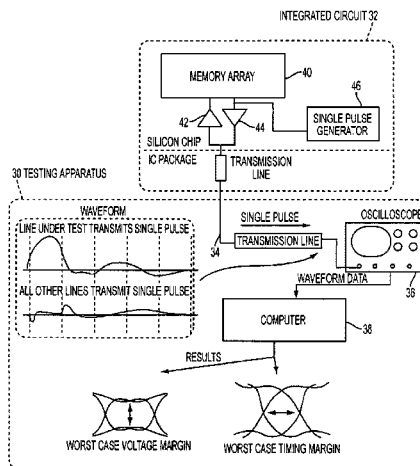 INTEGRATED CIRCUIT 32
MEMORY ARRAY
40
46
42
44
SINGLE PULSE
GENERATOR
SILICON CHIP
IC PACKAGE
TRANSMISSION
LINE
30 TESTING APPARATUS
WAVEFORM
LINE UNDER TEST TRANSMITS SINGLE PULSE
SINGLE PULSE
OSCILLOSCOPE
34
TRANSMISSION LINE
ALL OTHER LINES TRANSMIT SINGLE PULSE
WAVEFORM DATA
36
COMPUTER
38
RESULTS
WORST CASE VOLTAGE MARGIN
WORST CASE TIMING MARGIN